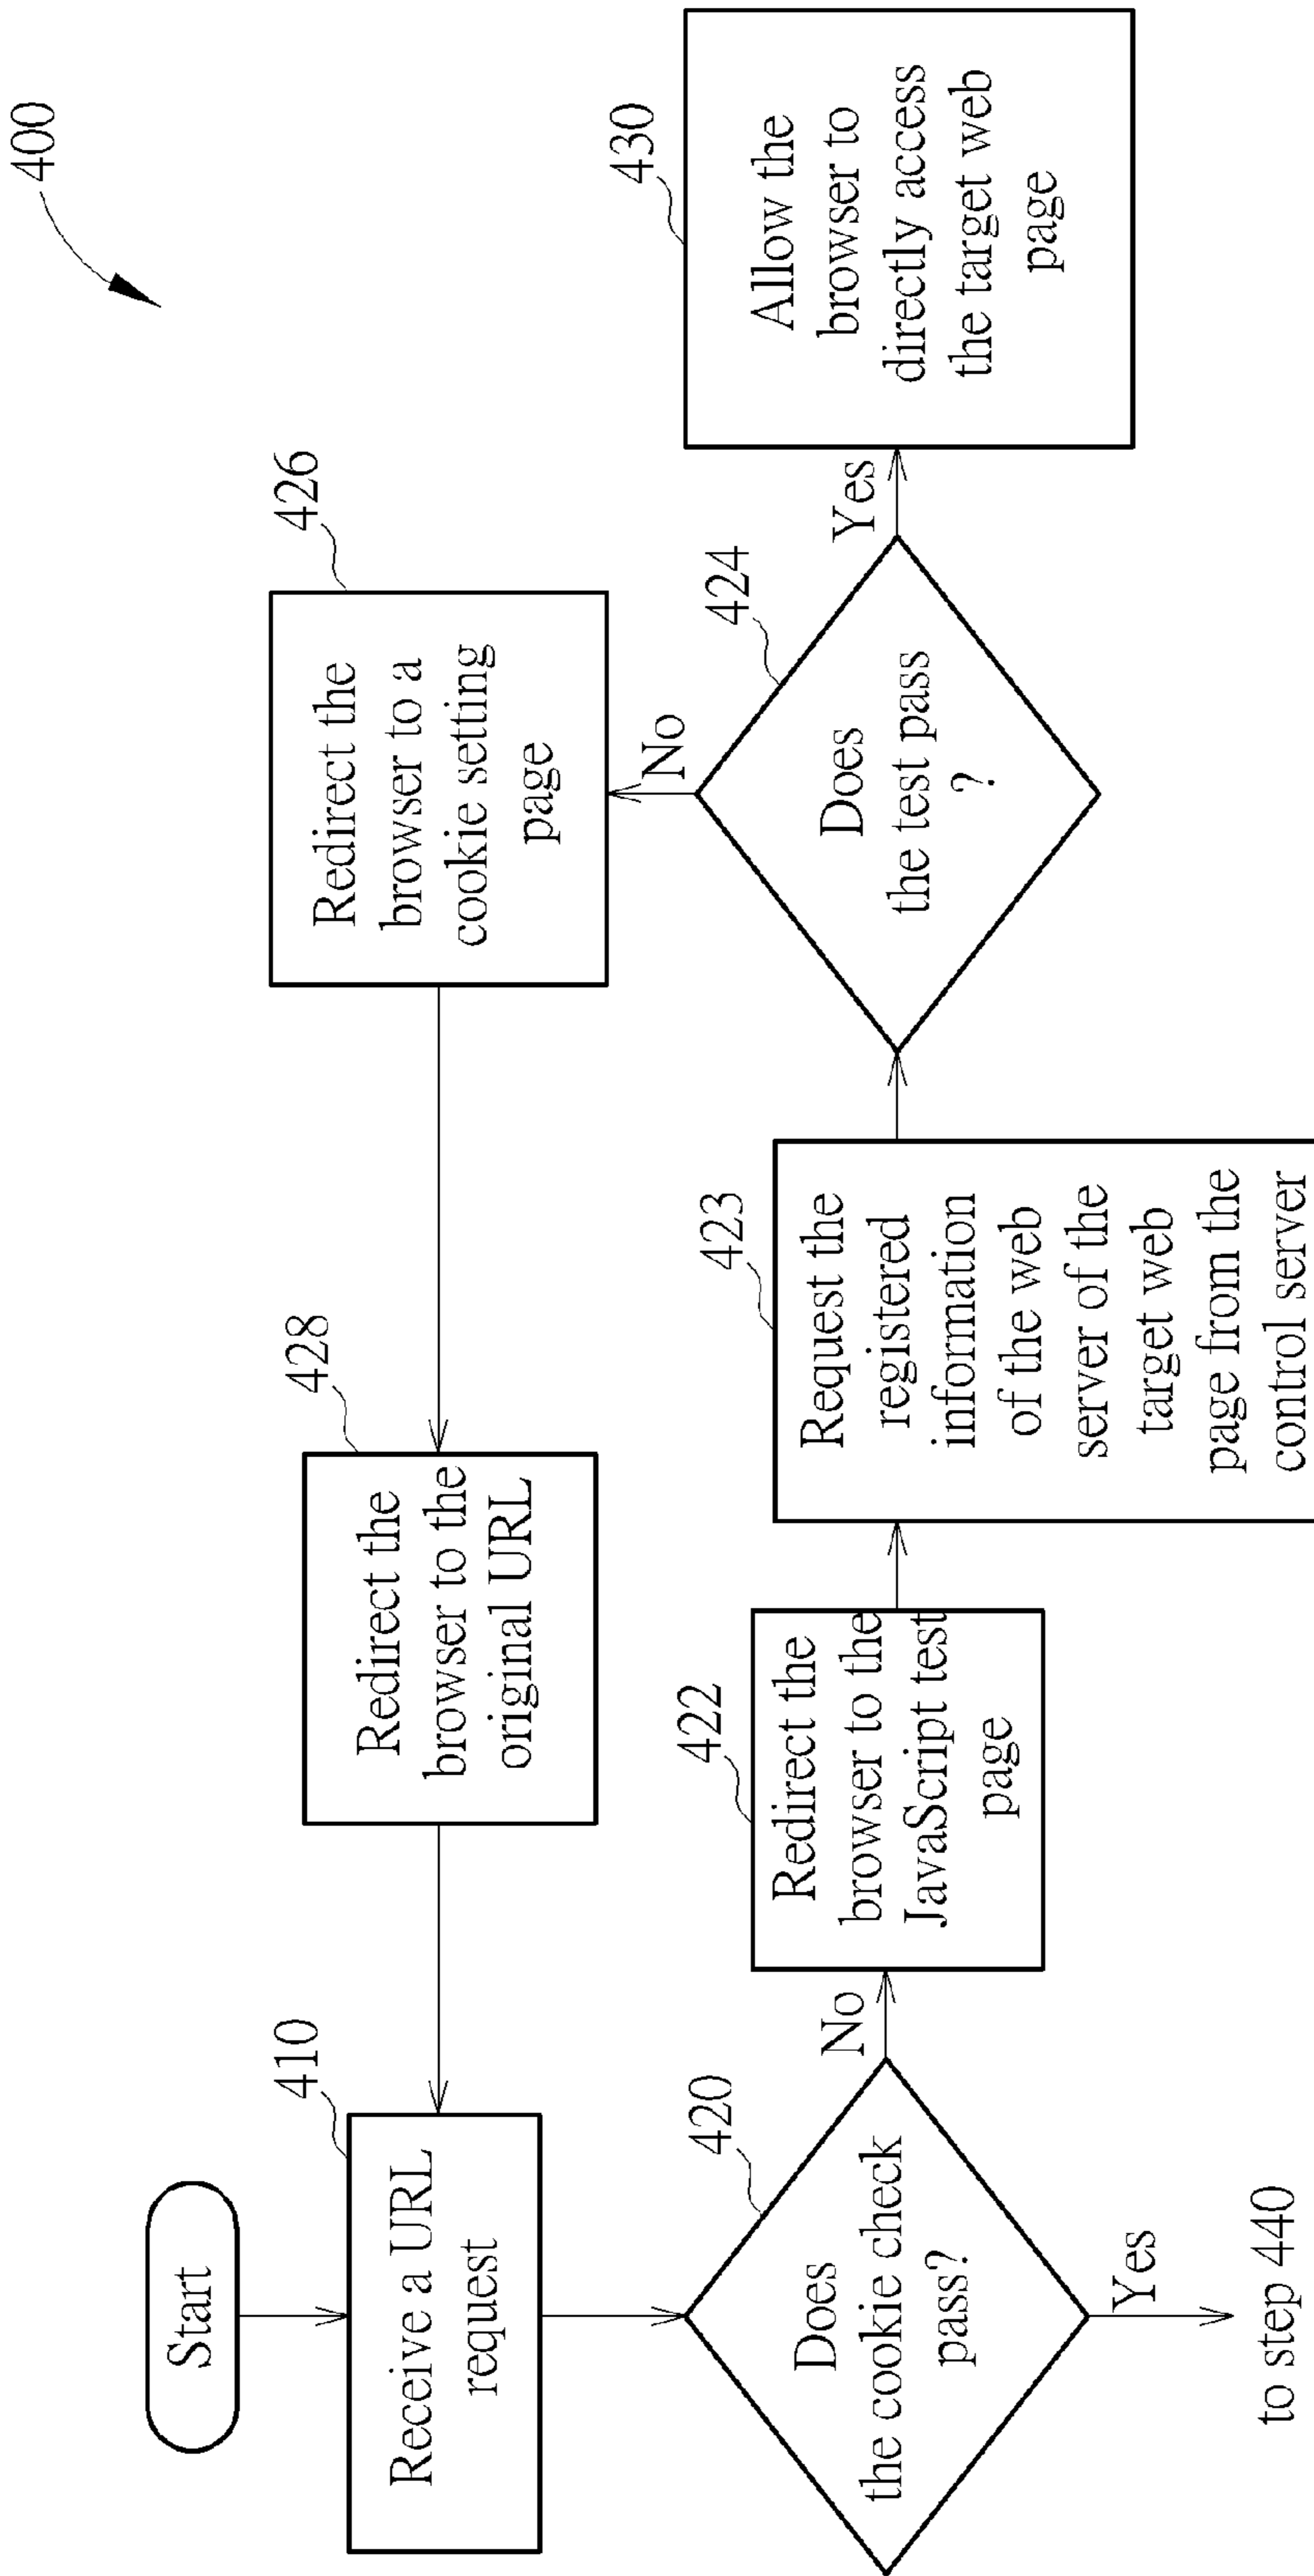 400
Start
410
Receive a URL
request
428
Redirect the
browser to the
original URL
426
Redirect the
browser to a
cookie setting
page
420
Does
the cookie check
pass?
No
Yes
to step 440
422
Redirect the
browser to the
JavaScript test
page
423
Request the
registered
information
of the web
server of the
target web
page from the
control server
424
Does
the test pass
?
No
Yes
430
Allow the
browser to
directly access
the target web
page